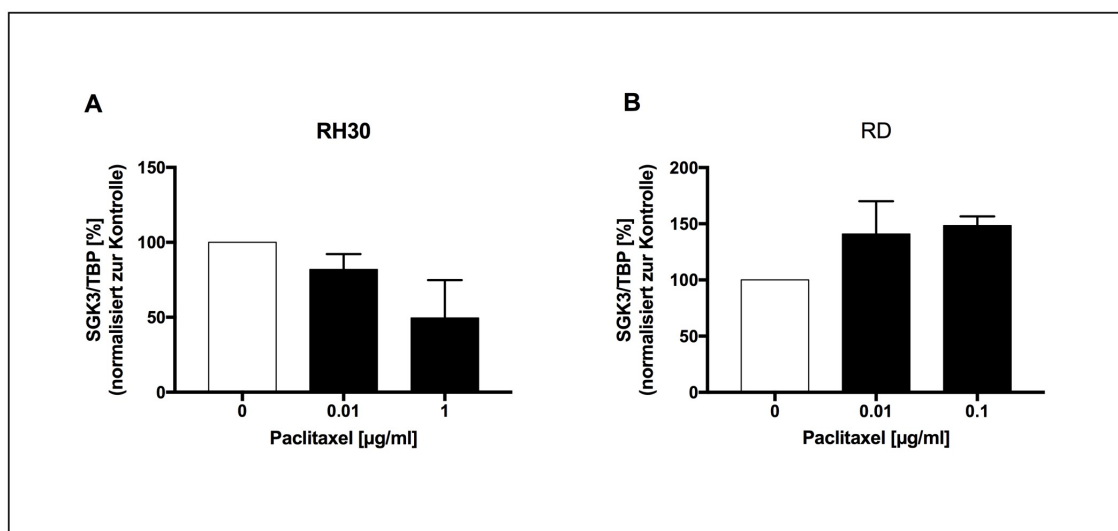 A
RH30
SGK3/TBP [%]
(normalisiert zur Kontrolle)
150
100
50
0
0
0.01
1
Paclitaxel [µg/ml]
B
RD
SGK3/TBP [%]
(normalisiert zur Kontrolle)
200
150
100
50
0
0
0.01
0.1
Paclitaxel [µg/ml]